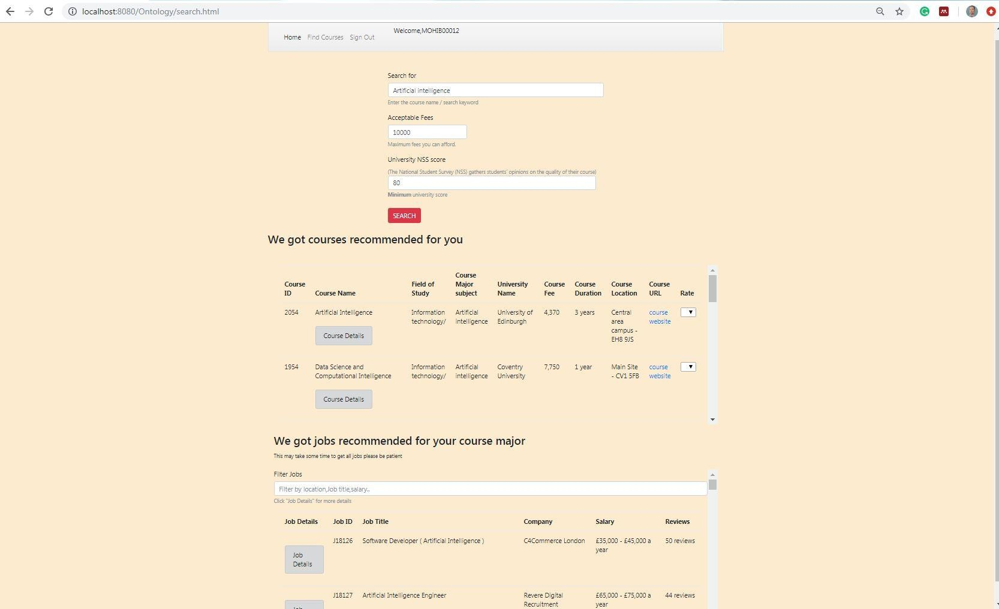 localhost:8080/Ontology/search.html
Welcome,MOHIB00012
Home Find Courses Sign Out
Search for
Artificial intelligence
Enter the course name / search keyword
Acceptable Fees
10000
Maximum fees you can afford.
University NSS score
(The National Student Survey (NSS) gathers students' opinions on the quality of their course)
80
Minimum university score
SEARCH
We got courses recommended for you
Course ID Course Name Field of Study Course Major subject University Name Course Fee Course Duration Course Location Course URL Rate
2054 Artificial Intelligence Information technology/ Artificial intelligence University of Edinburgh 4,370 3 years Central area campus - EH8 9JS course website
Course Details
1954 Data Science and Computational Intelligence Information technology/ Artificial intelligence Coventry University 7,750 1 year Main Site - CV1 5FB course website
Course Details
We got jobs recommended for your course major
This may take some time to get all jobs please be patient
Filter Jobs
Filter by location,Job title,salary..
Click "Job Details" for more details
Job Details Job ID Job Title Company Salary Reviews
J18126 Software Developer ( Artificial Intelligence ) C4Commerce London £35,000 - £45,000 a year 50 reviews
Job Details
J18127 Artificial Intelligence Engineer Revere Digital Recruitment £65,000 - £75,000 a year 44 reviews
Job